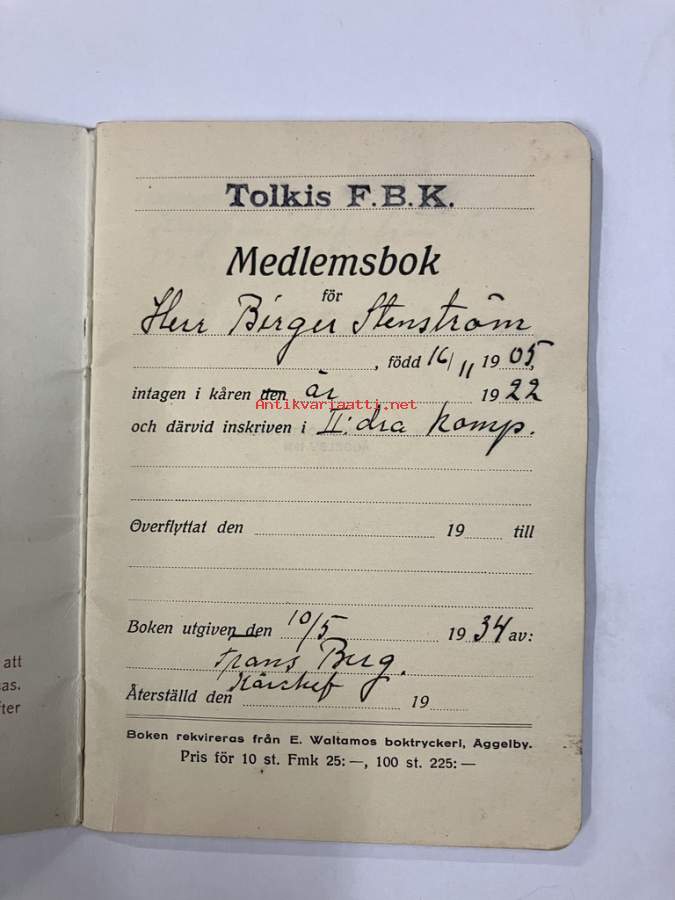 Tolkis F.B.K.
Medlemsbok
för
Herr Birger Stenström
, född 16/11 1905,
intagen i kåren den år 1922
Antikvariaatti.net
och därvid inskriven i II:dra komp.
Överflyttat den 19 till
Boken utgiven den 10/5 1934 av:
Frans Berg.
Kårchef
Återställd den 19
Boken rekvireras från E. Waltamos boktryckeri, Aggelby.
Pris för 10 st. Fmk 25:—, 100 st. 225:—
att
as.
fter